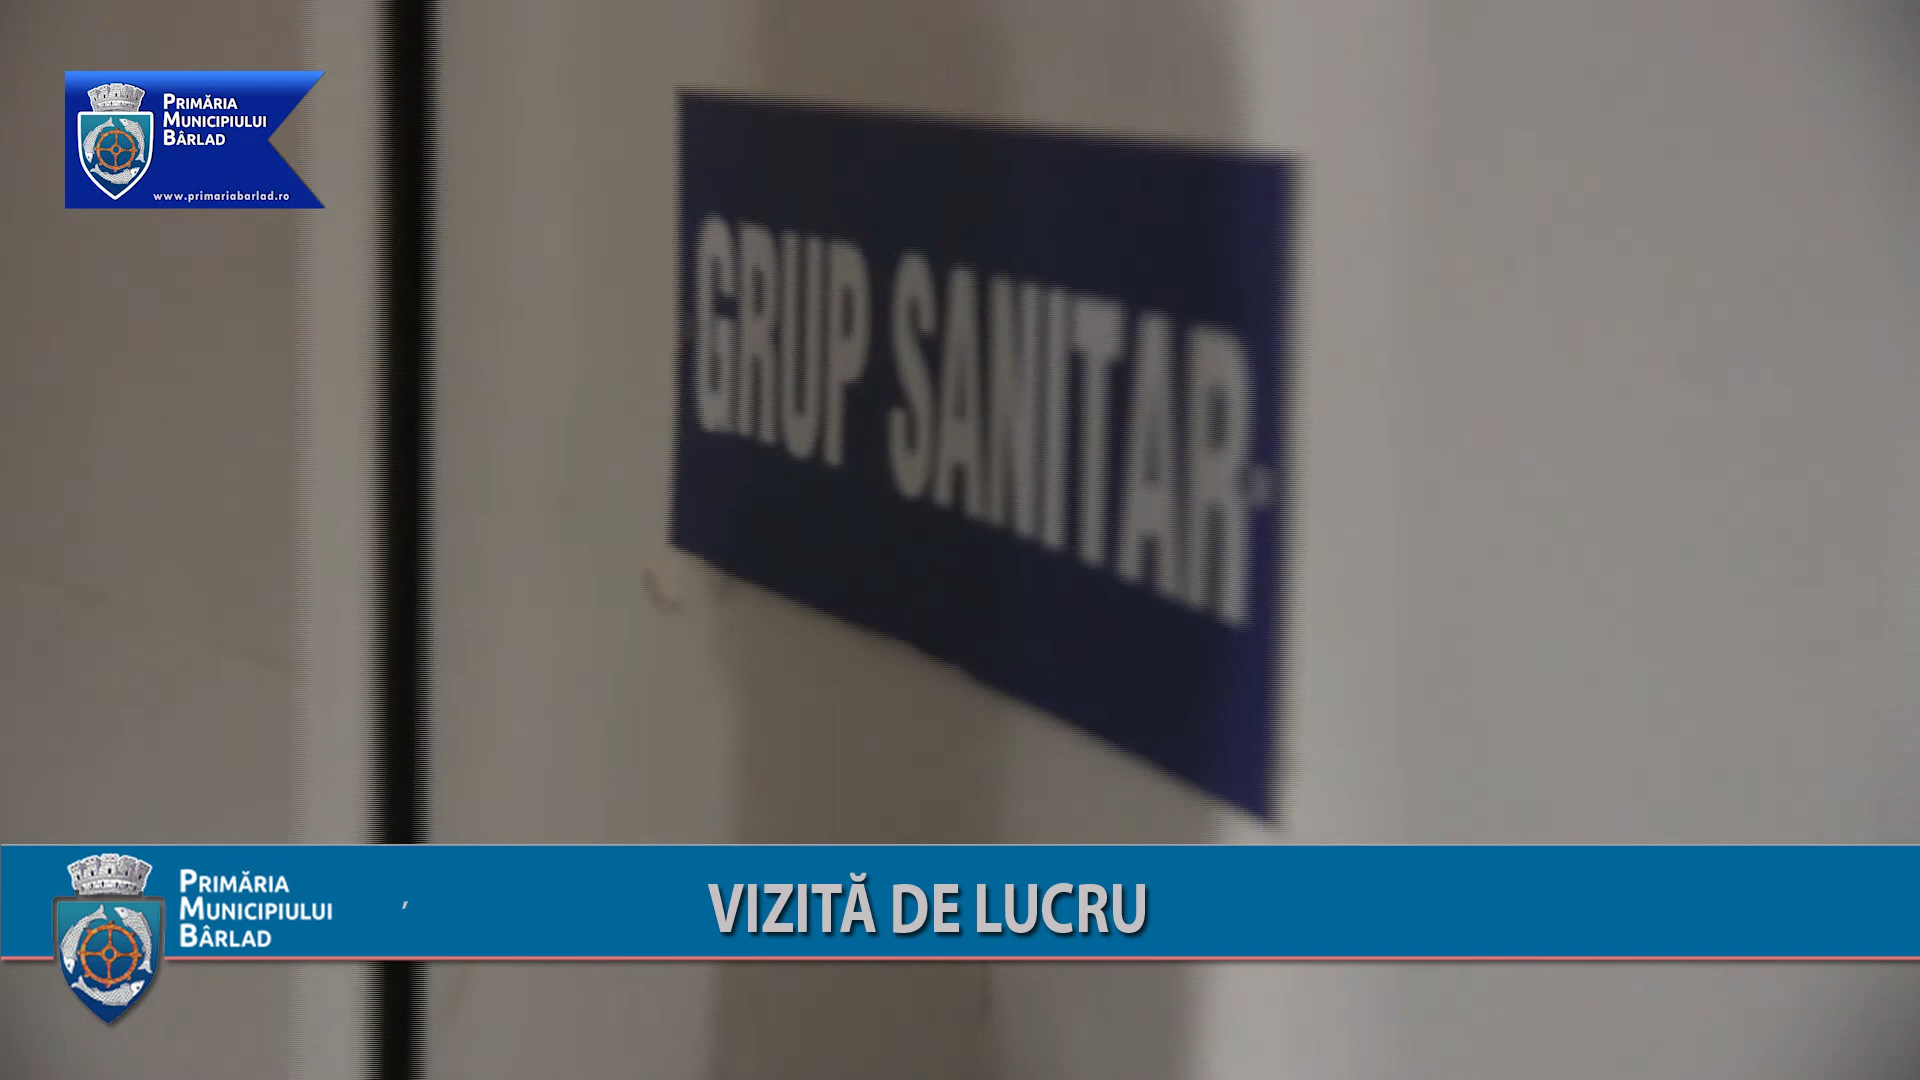 PRIMĂRIA
MUNICIPIULUI
BÂRLAD
www.primariabarlad.ro
GRUP SANITAR
PRIMĂRIA
MUNICIPIULUI
BÂRLAD
,
VIZITĂ DE LUCRU